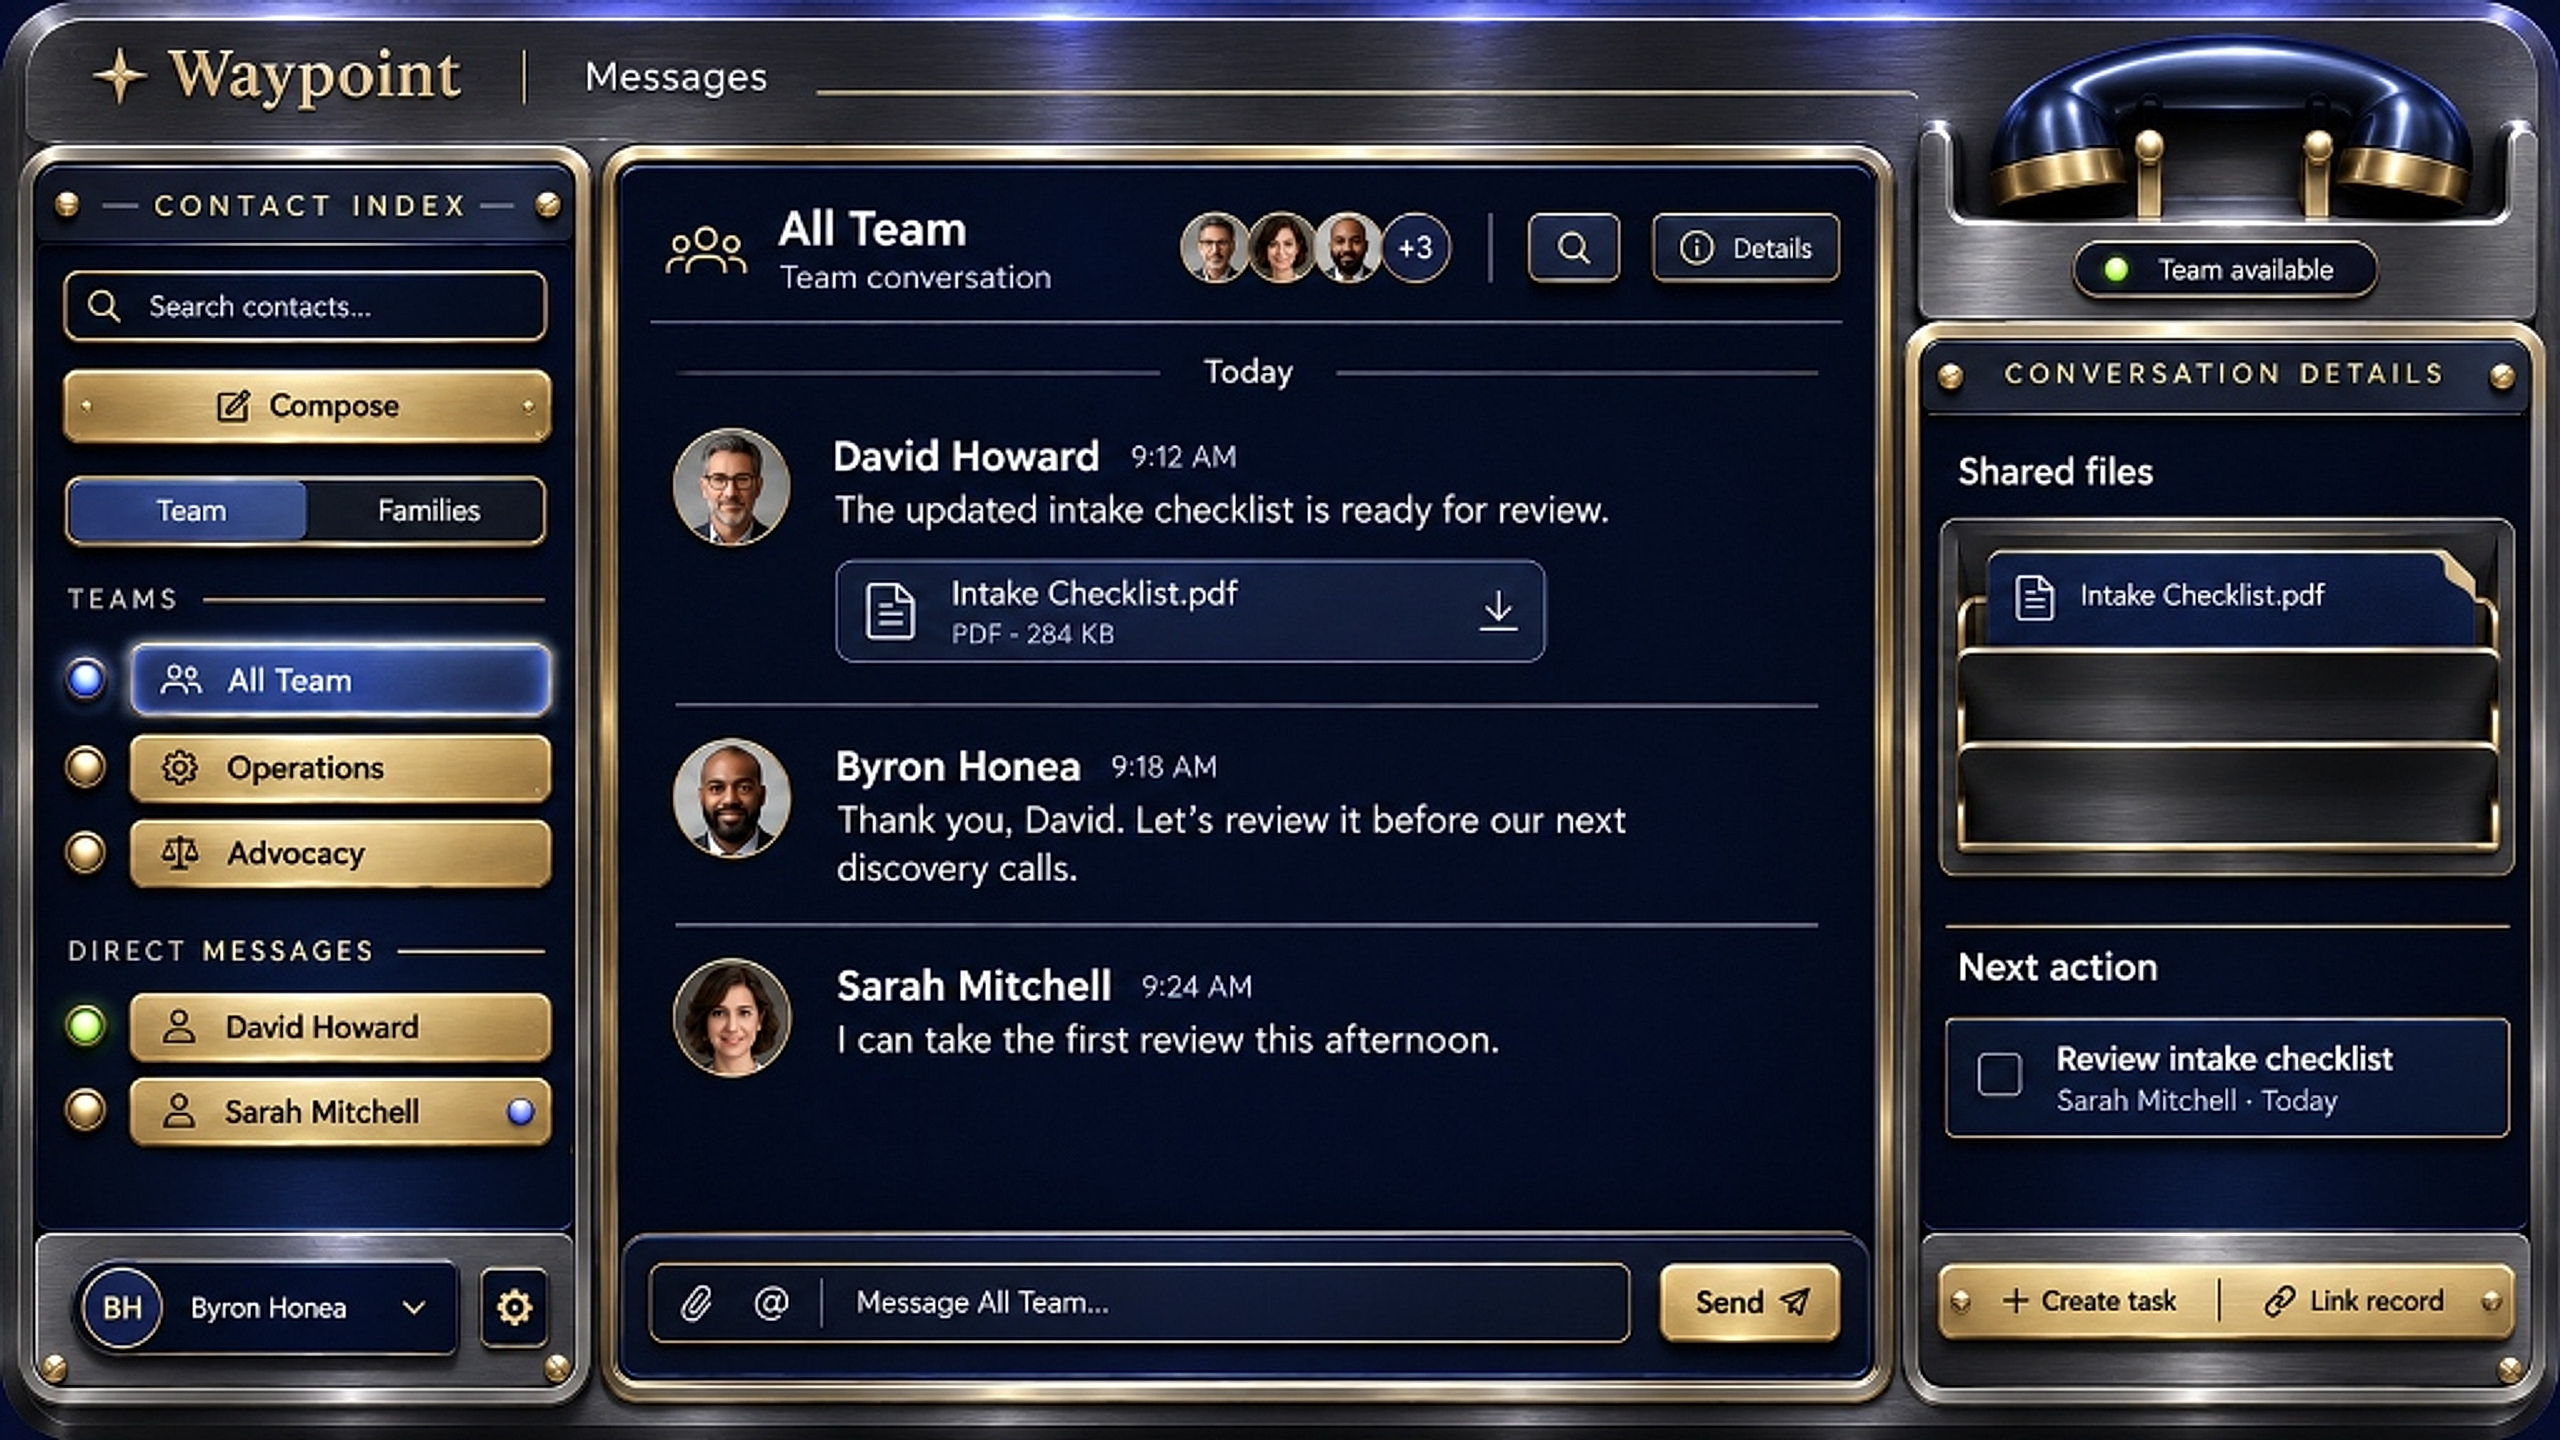 Waypoint
Messages
CONTACT INDEX
Search contacts...
Compose
Team
Families
TEAMS
All Team
Operations
Advocacy
DIRECT MESSAGES
David Howard
Sarah Mitchell
BH
Byron Honea
All Team
Team conversation
+3
Details
Today
David Howard 9:12 AM
The updated intake checklist is ready for review.
Intake Checklist.pdf
PDF - 284 KB
Byron Honea 9:18 AM
Thank you, David. Let’s review it before our next
discovery calls.
Sarah Mitchell 9:24 AM
I can take the first review this afternoon.
@
Message All Team...
Send
Team available
CONVERSATION DETAILS
Shared files
Intake Checklist.pdf
Next action
Review intake checklist
Sarah Mitchell · Today
Create task
Link record